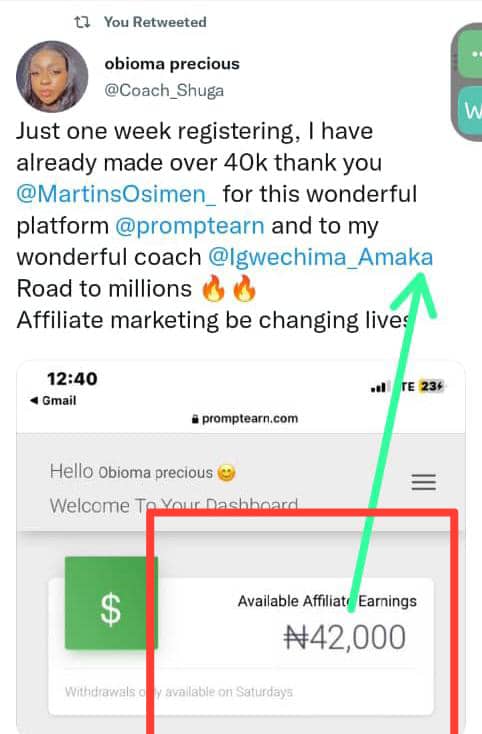 You Retweeted
obioma precious
@Coach_Shuga
Just one week registering, I have
already made over 40k thank you
@MartinsOsimen_ for this wonderful
platform @promptearn and to my
wonderful coach @Igwechima_Amaka
Road to millions 🔥🔥
Affiliate marketing be changing lives
12:40
TE 23
◄ Gmail
promptearn.com
Hello Obioma precious 😊
Welcome To Your Dashboard
$
Available Affiliate Earnings
₦42,000
Withdrawals only available on Saturdays
W